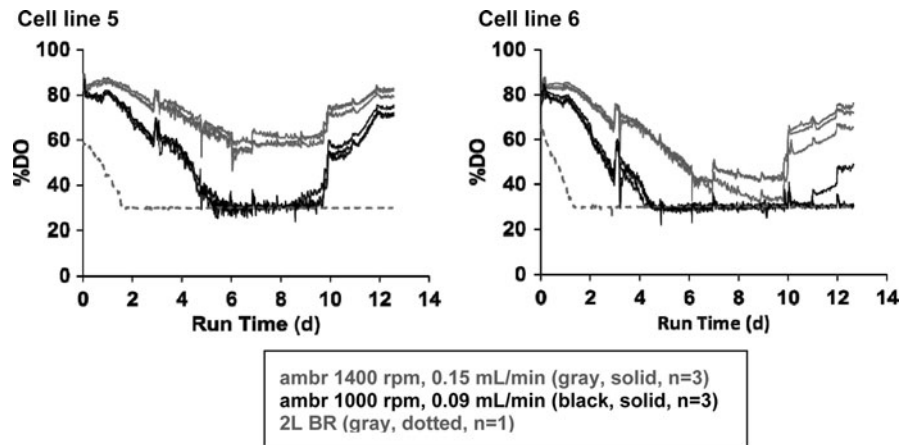 Cell line 5
Cell line 6
100
80
60
40
20
0
%DO
0 2 4 6 8 10 12 14
Run Time (d)
100
80
60
40
20
0
%DO
0 2 4 6 8 10 12 14
Run Time (d)
ambr 1400 rpm, 0.15 mL/min (gray, solid, n=3)
ambr 1000 rpm, 0.09 mL/min (black, solid, n=3)
2L BR (gray, dotted, n=1)